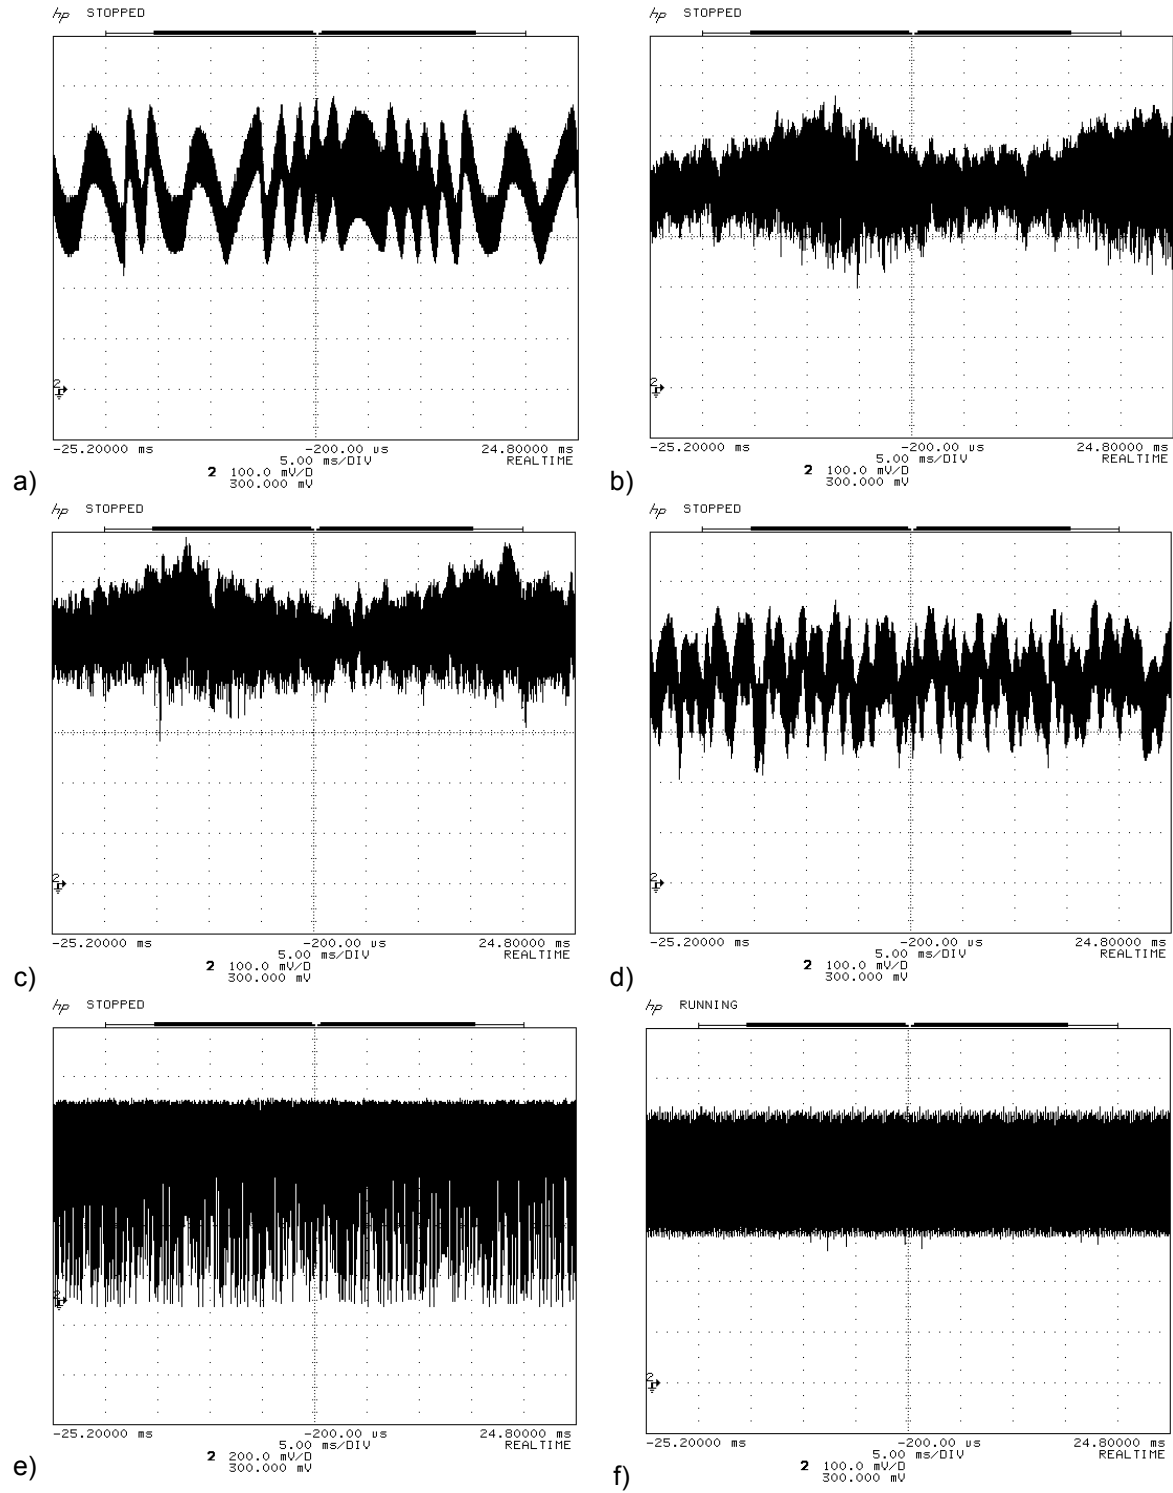 hp STOPPED
2
-25.20000 ms -200.00 us 24.80000 ms
5.00 ms/DIV REALTIME
2 100.0 mV/D
300.000 mV
a)
hp STOPPED
2
-25.20000 ms -200.00 us 24.80000 ms
5.00 ms/DIV REALTIME
2 100.0 mV/D
300.000 mV
b)
hp STOPPED
2
-25.20000 ms -200.00 us 24.80000 ms
5.00 ms/DIV REALTIME
2 100.0 mV/D
300.000 mV
c)
hp STOPPED
2
-25.20000 ms -200.00 us 24.80000 ms
5.00 ms/DIV REALTIME
2 100.0 mV/D
300.000 mV
d)
hp STOPPED
2
-25.20000 ms -200.00 us 24.80000 ms
5.00 ms/DIV REALTIME
2 200.0 mV/D
300.000 mV
e)
hp RUNNING
2
-25.20000 ms -200.00 us 24.80000 ms
5.00 ms/DIV REALTIME
2 100.0 mV/D
300.000 mV
f)